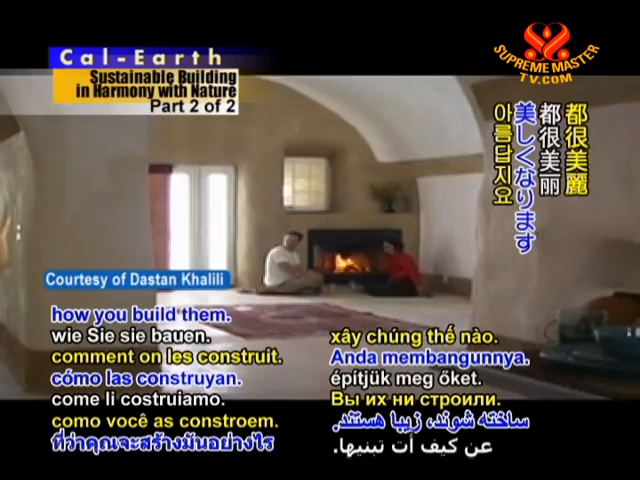 Cal-Earth
Sustainable Building
in Harmony with Nature
Part 2 of 2
SUPREME MASTER
TV.COM
都很美麗
都很美丽
美しくなります
아름답지요
Courtesy of Dastan Khalili
how you build them.
wie Sie sie bauen.
comment on les construit.
cómo las construyan.
come li costruiamo.
como você as constroem.
ที่ว่าคุณจะสร้างมันอย่างไร
xây chúng thế nào.
Anda membangunnya.
építjük meg őket.
Вы их ни строили.
ساخته شوند، زیبا هستند.
عن كيف أت تبنيها.